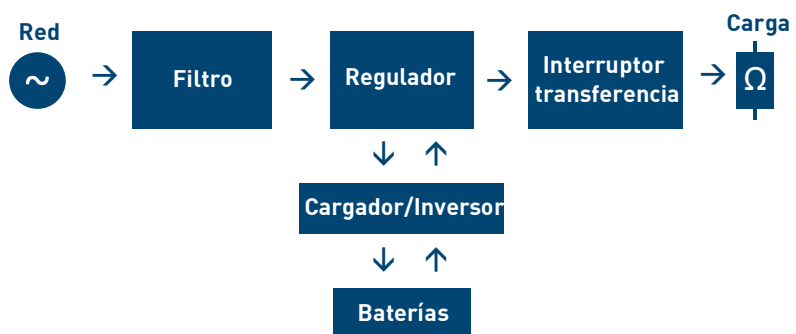 Red
~
Filtro
Regulador
Interruptor
transferencia
Carga
Ω
Cargador/Inversor
Baterías